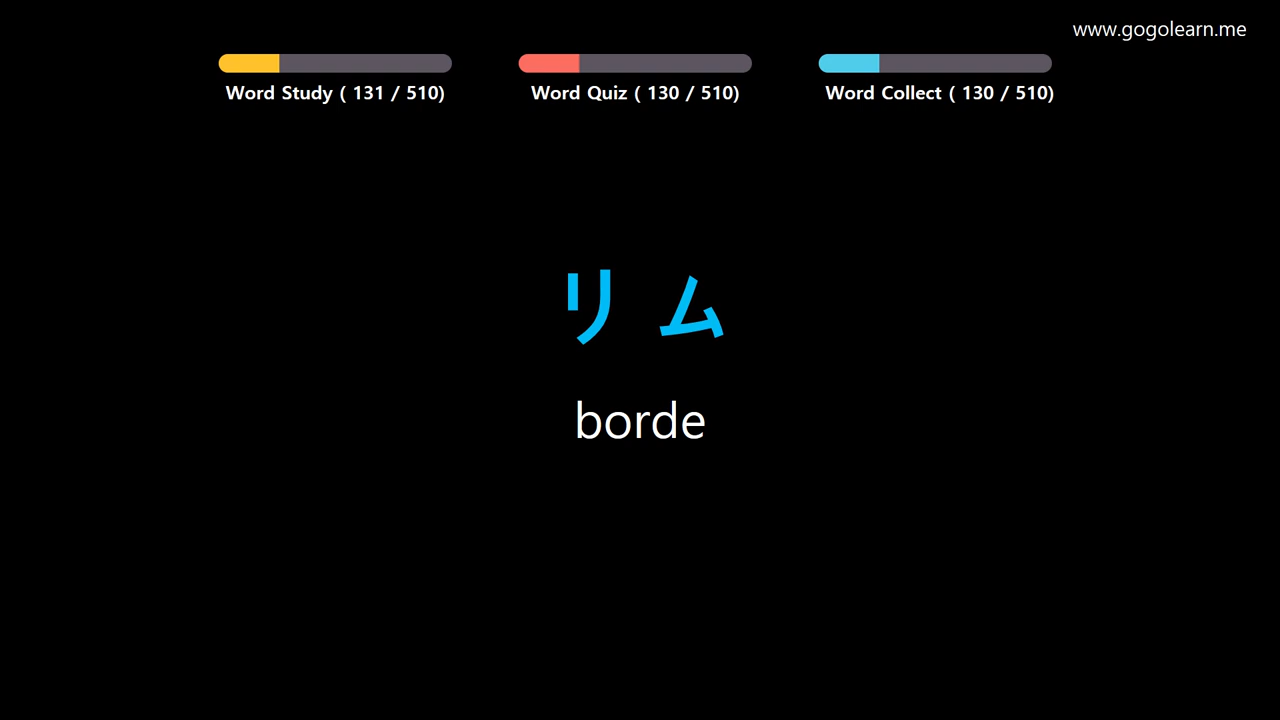 www.gogolearn.me
Word Study ( 131 / 510)
Word Quiz ( 130 / 510)
Word Collect ( 130 / 510)
リム
borde